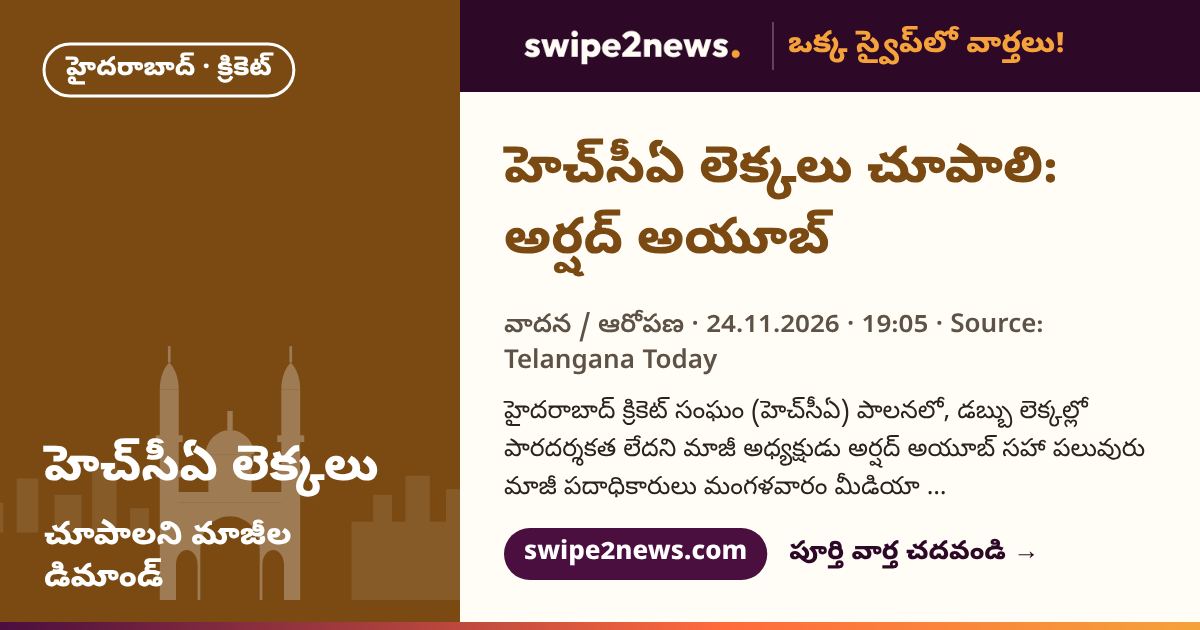 హైదరాబాద్ · క్రికెట్
హెచ్‌సీఏ లెక్కలు
చూపాలని మాజీల
డిమాండ్
swipe2news.
ఒక్క స్వైప్‌లో వార్తలు!
హెచ్‌సీఏ లెక్కలు చూపాలి:
అర్షద్ అయూబ్
వాదన / ఆరోపణ · 24.11.2026 · 19:05 · Source:
Telangana Today
హైదరాబాద్ క్రికెట్ సంఘం (హెచ్‌సీఏ) పాలనలో, డబ్బు లెక్కల్లో
పారదర్శకత లేదని మాజీ అధ్యక్షుడు అర్షద్ అయూబ్ సహా పలువురు
మాజీ పదాధికారులు మంగళవారం మీడియా ...
swipe2news.com
పూర్తి వార్త చదవండి →